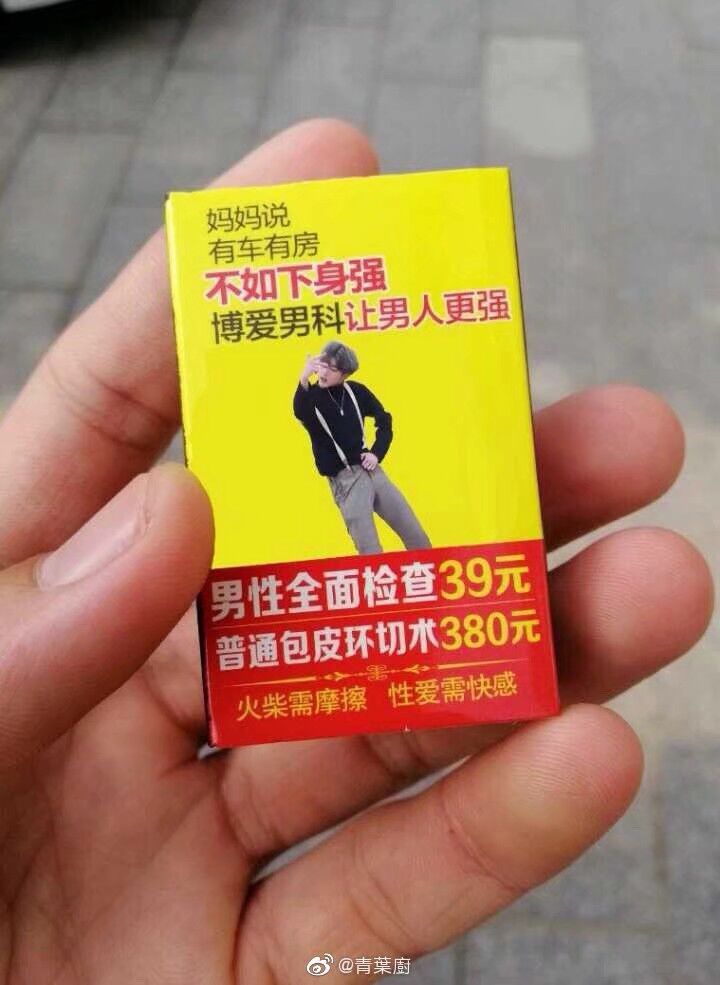 妈妈说
有车有房
不如下身强
博爱男科让男人更强
男性全面检查39元
普通包皮环切术380元
火柴需摩擦 性爱需快感
@青葉廚